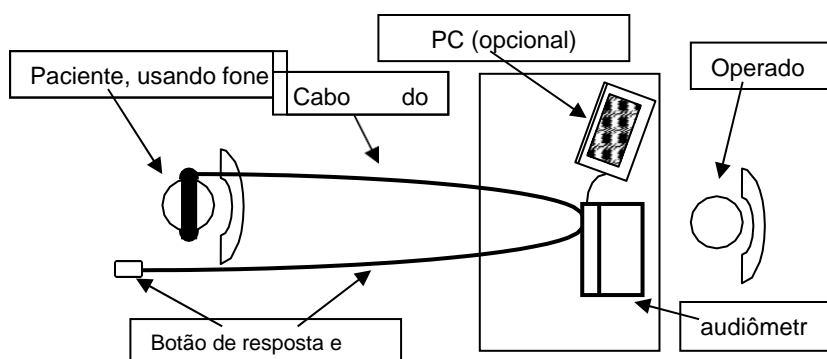 PC (opcional)
Paciente, usando fone
Cabo do
Operado
Botão de resposta e
audiômetr